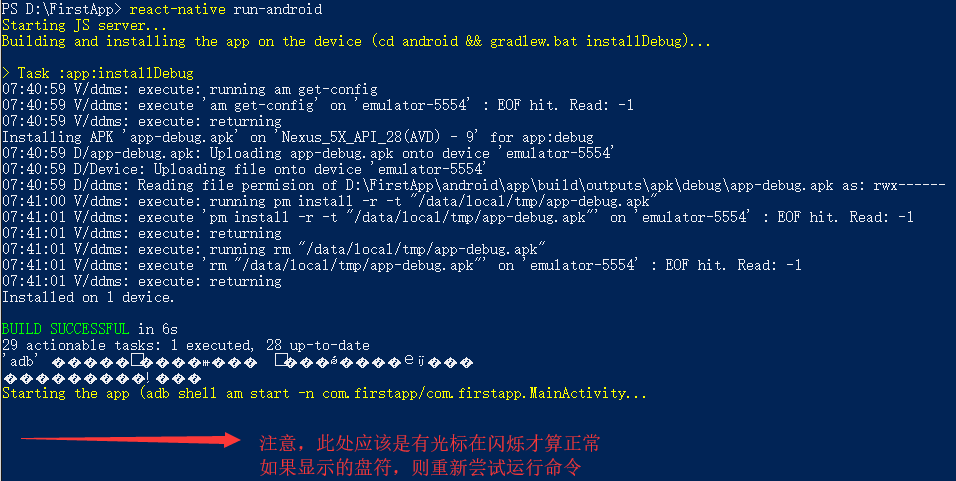 PS D:\FirstApp> react-native run-android
Starting JS server...
Building and installing the app on the device (cd android && gradlew.bat installDebug)...
> Task :app:installDebug
07:40:59 V/ddms: execute: running am get-config
07:40:59 V/ddms: execute 'am get-config' on 'emulator-5554' : EOF hit. Read: -1
07:40:59 V/ddms: execute: returning
Installing APK 'app-debug.apk' on 'Nexus_5X_API_28(AVD) - 9' for app:debug
07:40:59 D/app-debug.apk: Uploading app-debug.apk onto device 'emulator-5554'
07:40:59 D/Device: Uploading file onto device 'emulator-5554'
07:40:59 D/ddms: Reading file permision of D:\FirstApp\android\app\build\outputs\apk\debug\app-debug.apk as: rwx------
07:41:00 V/ddms: execute: running pm install -r -t "/data/local/tmp/app-debug.apk"
07:41:01 V/ddms: execute 'pm install -r -t "/data/local/tmp/app-debug.apk"' on 'emulator-5554' : EOF hit. Read: -1
07:41:01 V/ddms: execute: returning
07:41:01 V/ddms: execute: running rm "/data/local/tmp/app-debug.apk"
07:41:01 V/ddms: execute 'rm "/data/local/tmp/app-debug.apk"' on 'emulator-5554' : EOF hit. Read: -1
07:41:01 V/ddms: execute: returning
Installed on 1 device.
BUILD SUCCESSFUL in 6s
29 actionable tasks: 1 executed, 28 up-to-date
'adb'
Starting the app (adb shell am start -n com.firstapp/com.firstapp.MainActivity...
注意，此处应该是有光标在闪烁才算正常
如果显示的盘符，则重新尝试运行命令